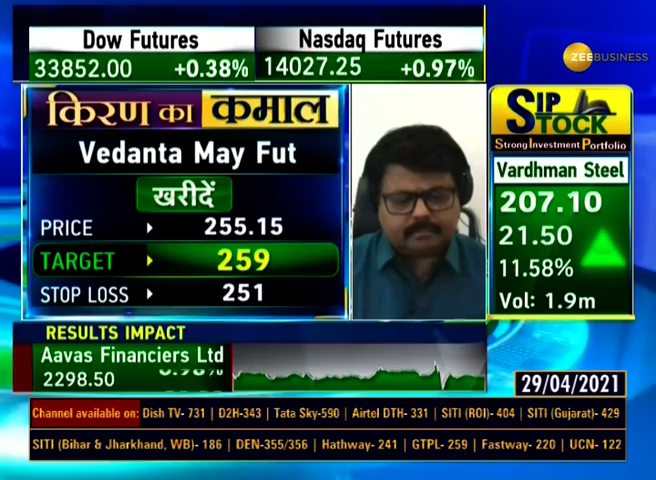 Dow Futures
33852.00 +0.38%
Nasdaq Futures
14027.25 +0.97%
ZEEBUSINESS
किरण का कमाल
Vedanta May Fut
खरीदें
PRICE 255.15
TARGET 259
STOP LOSS 251
SIP
STOCK
Strong Investment Portfolio
Vardhman Steel
207.10
21.50
11.58%
Vol: 1.9m
RESULTS IMPACT
Aavas Financiers Ltd
2298.50
29/04/2021
Channel available on: Dish TV- 731 | D2H-343 | Tata Sky-590 | Airtel DTH- 331 | SITI (ROI)- 404 | SITI (Gujarat)- 429
SITI (Bihar & Jharkhand, WB)- 186 | DEN-355/356 | Hathway- 241 | GTPL- 259 | Fastway- 220 | UCN- 122